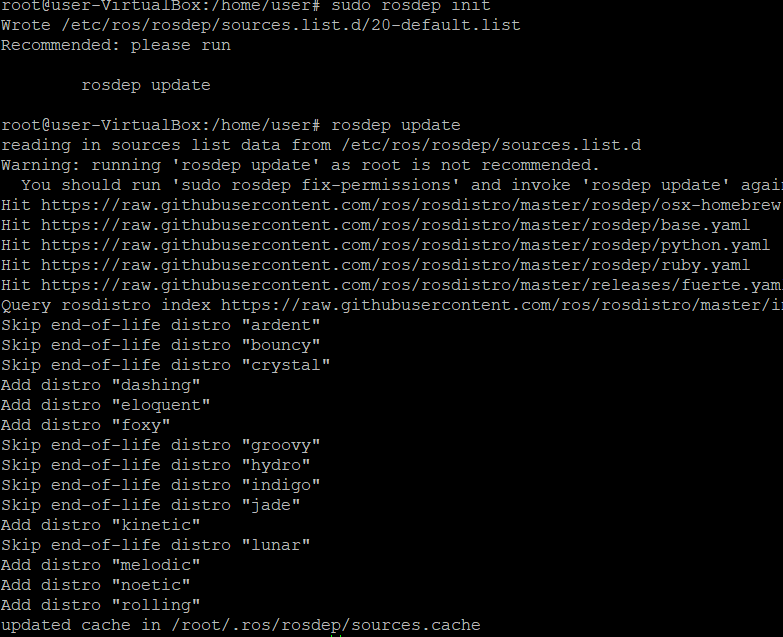 root@user-VirtualBox:/home/user# sudo rosdep init
Wrote /etc/ros/rosdep/sources.list.d/20-default.list
Recommended: please run
rosdep update
root@user-VirtualBox:/home/user# rosdep update
reading in sources list data from /etc/ros/rosdep/sources.list.d
Warning: running 'rosdep update' as root is not recommended.
You should run 'sudo rosdep fix-permissions' and invoke 'rosdep update' agai
Hit https://raw.githubusercontent.com/ros/rosdistro/master/rosdep/osx-homebrew
Hit https://raw.githubusercontent.com/ros/rosdistro/master/rosdep/base.yaml
Hit https://raw.githubusercontent.com/ros/rosdistro/master/rosdep/python.yaml
Hit https://raw.githubusercontent.com/ros/rosdistro/master/rosdep/ruby.yaml
Hit https://raw.githubusercontent.com/ros/rosdistro/master/releases/fuerte.yam
Query rosdistro index https://raw.githubusercontent.com/ros/rosdistro/master/i
Skip end-of-life distro "ardent"
Skip end-of-life distro "bouncy"
Skip end-of-life distro "crystal"
Add distro "dashing"
Add distro "eloquent"
Add distro "foxy"
Skip end-of-life distro "groovy"
Skip end-of-life distro "hydro"
Skip end-of-life distro "indigo"
Skip end-of-life distro "jade"
Add distro "kinetic"
Skip end-of-life distro "lunar"
Add distro "melodic"
Add distro "noetic"
Add distro "rolling"
updated cache in /root/.ros/rosdep/sources.cache